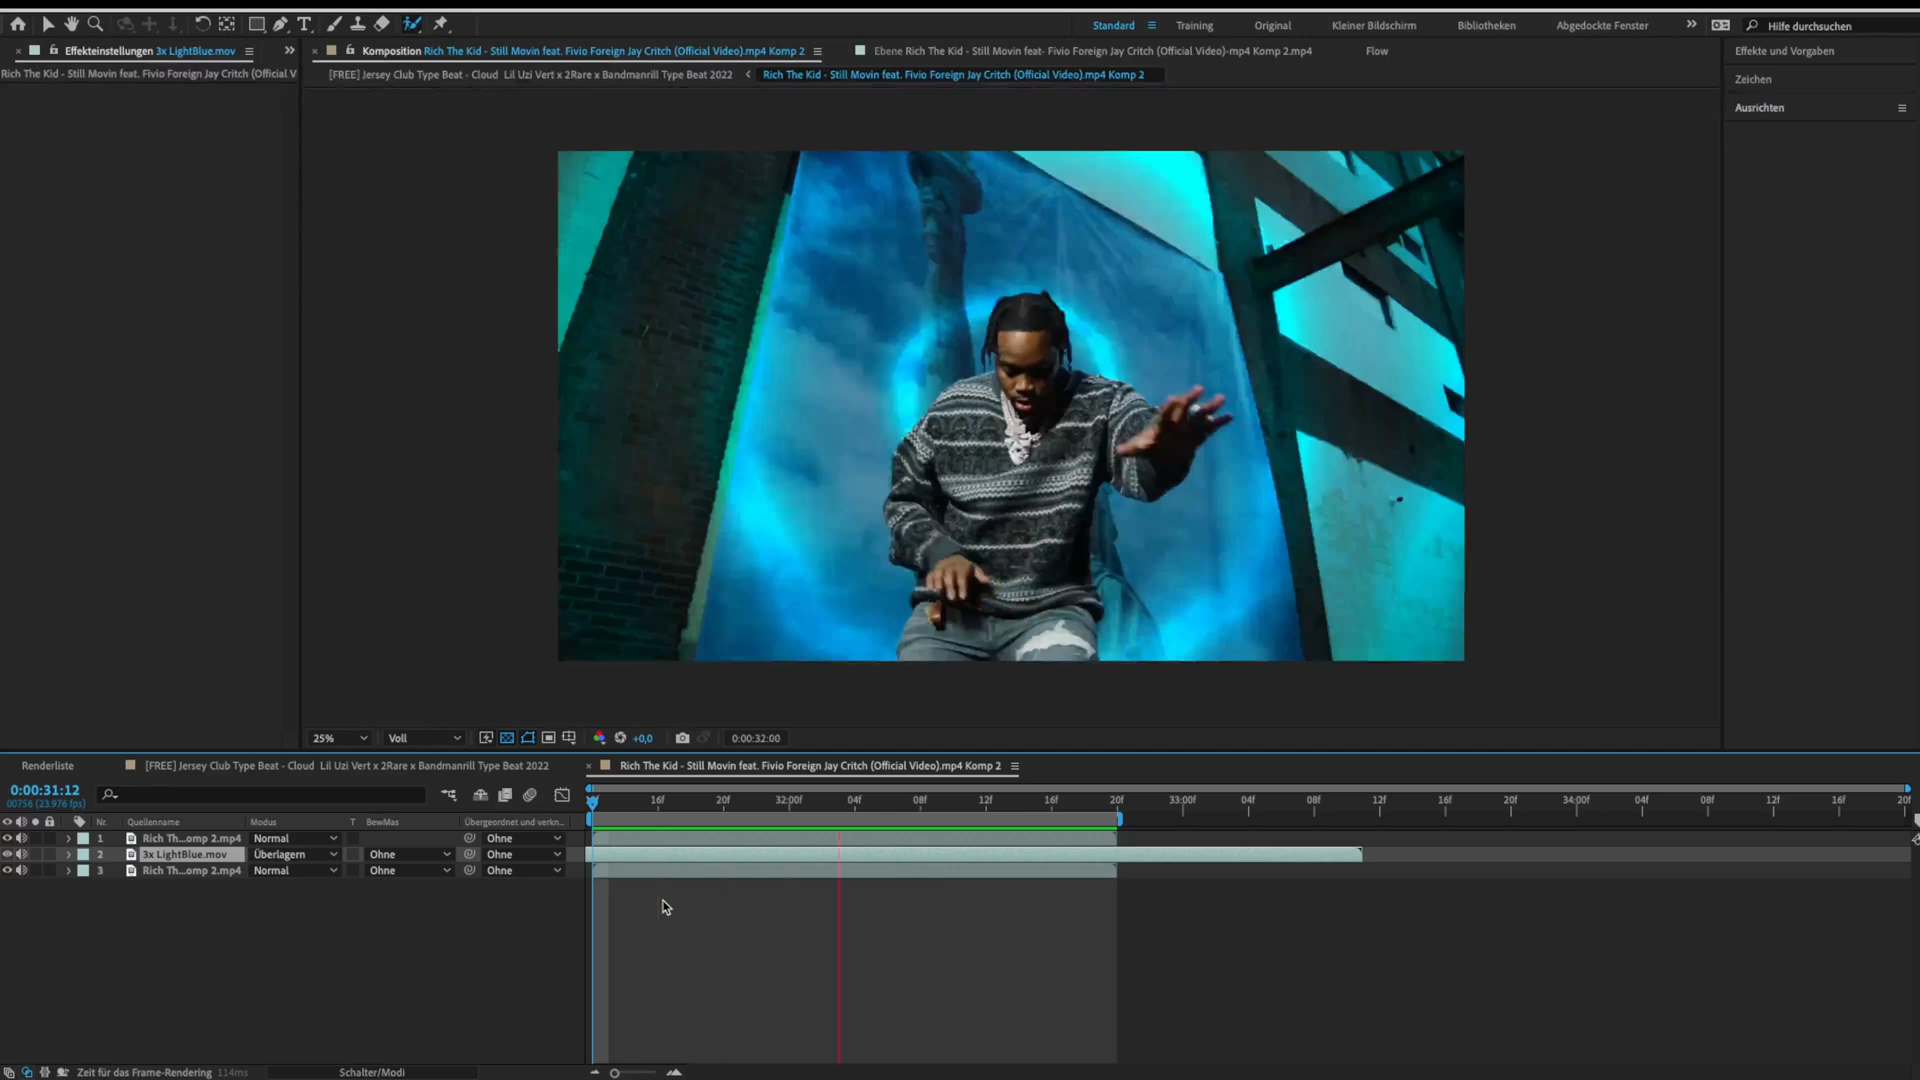 Standard
Training
Original
Kleiner Bildschirm
Bibliotheken
Abgedockte Fenster
Hilfe durchsuchen
Effekteinstellungen 3x LightBlue.mov
Komposition Rich The Kid - Still Movin feat. Fivio Foreign Jay Critch (Official Video).mp4 Komp 2
Ebene Rich The Kid - Still Movin feat- Fivio Foreign Jay Critch (Official Video)-mp4 Komp 2.mp4
Flow
Effekte und Vorgaben
Rich The Kid - Still Movin feat. Fivio Foreign Jay Critch (Official V
[FREE] Jersey Club Type Beat - Cloud Lil Uzi Vert x 2Rare x Bandmanrill Type Beat 2022
Rich The Kid - Still Movin feat. Fivio Foreign Jay Critch (Official Video).mp4 Komp 2
Zeichen
Ausrichten
25%
Voll
+0,0
0:00:32:00
Renderliste
[FREE] Jersey Club Type Beat - Cloud Lil Uzi Vert x 2Rare x Bandmanrill Type Beat 2022
Rich The Kid - Still Movin feat. Fivio Foreign Jay Critch (Official Video).mp4 Komp 2
0:00:31:12
00756 (23.976 fps)
16f 20f 32:00f 04f 08f 12f 16f 20f 33:00f 04f 08f 12f 16f 20f 34:00f 04f 08f 12f 16f 20f
Nr. Quellenname Modus T BewMas Übergeordnet und verkn...
1 Rich Th...omp 2.mp4 Normal Ohne
2 3x LightBlue.mov Überlagern Ohne Ohne
3 Rich Th...omp 2.mp4 Normal Ohne Ohne
Zeit für das Frame-Rendering 114ms
Schalter/Modi